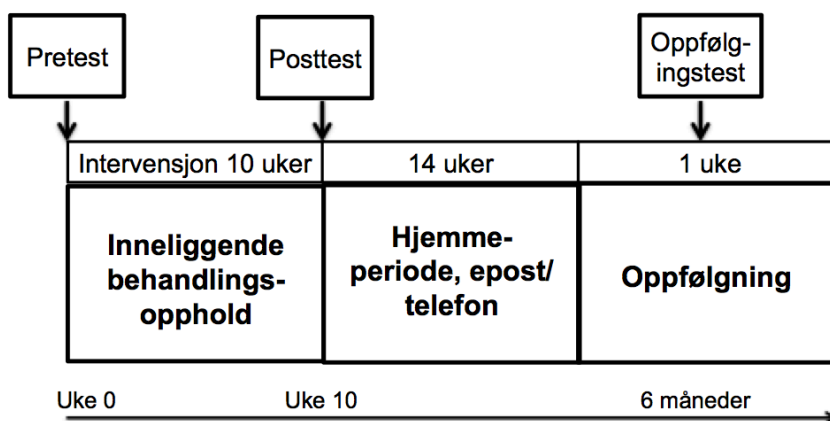 Pretest
Posttest
Oppfølg-
ingstest
Intervensjon 10 uker
14 uker
1 uke
Inneliggende
behandlings-
opphold
Hjemme-
periode, epost/
telefon
Oppfølgning
Uke 0
Uke 10
6 måneder